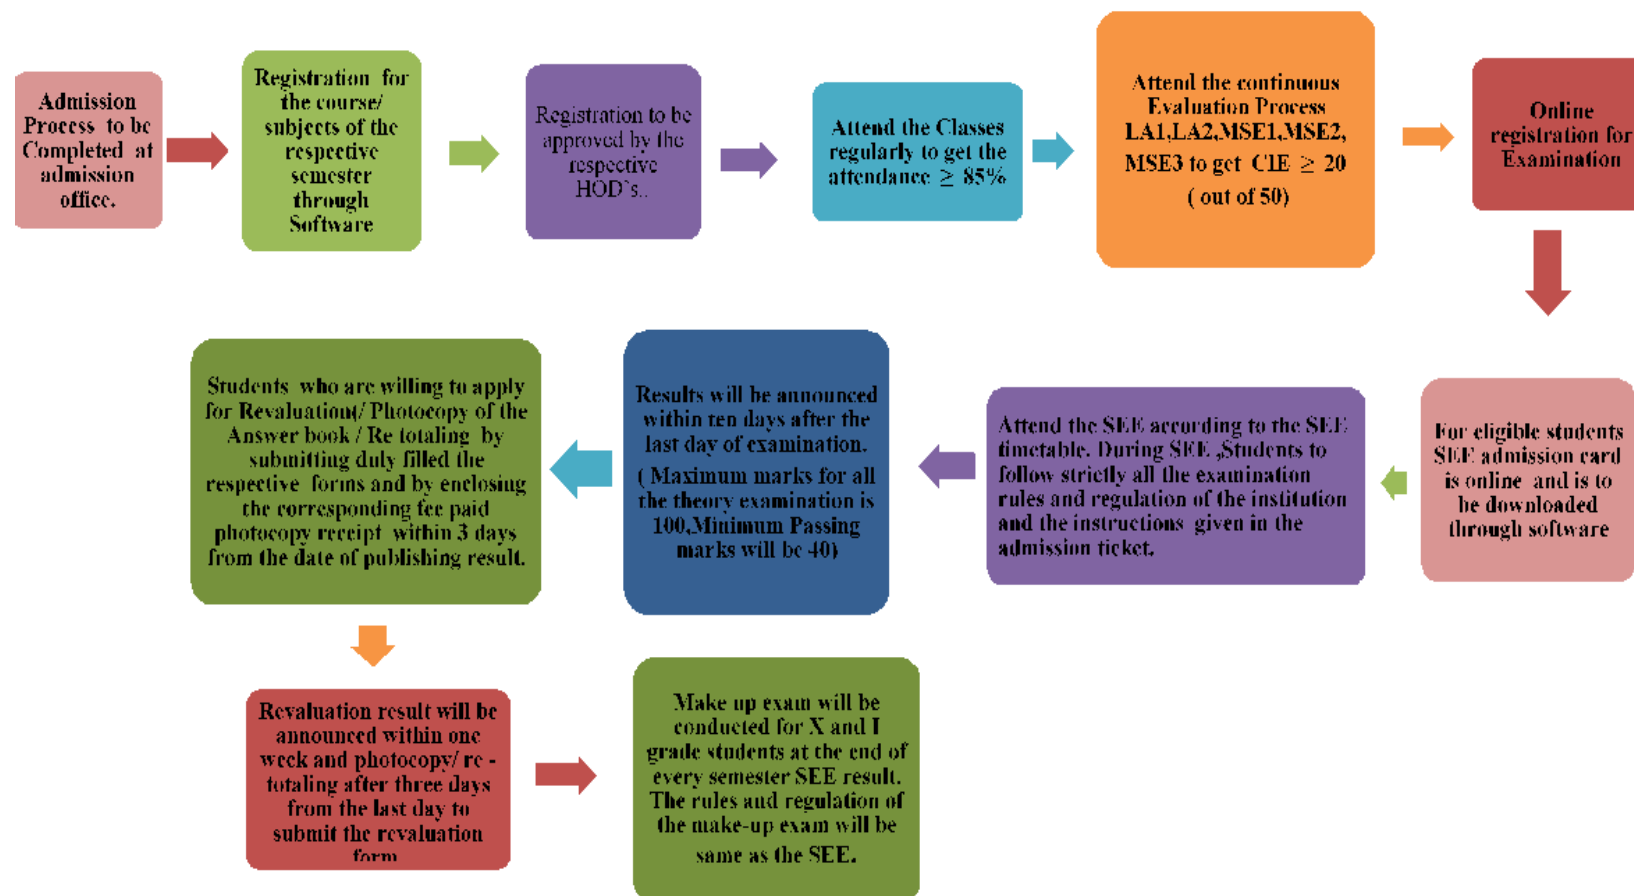 Admission
Process to be
Completed at
admission
office.
Registration for
the course/
subjects of the
respective
semester
through
Software
Registration to be
approved by the
respective
HOD`s..
Attend the Classes
regularly to get the
attendance ≥ 85%
Attend the continuous
Evaluation Process
LA1,LA2,MSE1,MSE2,
MSE3 to get CIE ≥ 20
( out of 50)
Online
registration for
Examination
For eligible students
SEE admission card
is online and is to
be downloaded
through software
Attend the SEE according to the SEE
timetable. During SEE ,Students to
follow strictly all the examination
rules and regulation of the institution
and the instructions given in the
admission ticket.
Results will be announced
within ten days after the
last day of examination.
( Maximum marks for all
the theory examination is
100,Minimum Passing
marks will be 40)
Students who are willing to apply
for Revaluation(/ Photocopy of the
Answer book / Re totaling by
submitting duly filled the
respective forms and by enclosing
the corresponding fee paid
photocopy receipt within 3 days
from the date of publishing result.
Revaluation result will be
announced within one
week and photocopy/ re -
totaling after three days
from the last day to
submit the revaluation
form
Make up exam will be
conducted for X and I
grade students at the end of
every semester SEE result.
The rules and regulation of
the make-up exam will be
same as the SEE.